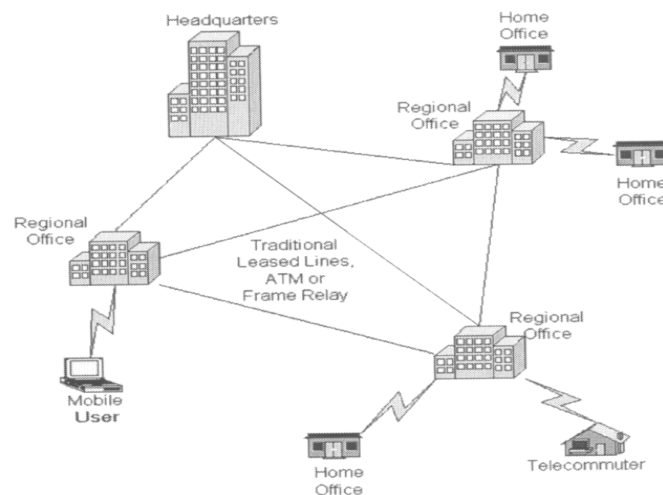 Headquarters
Home
Office
Regional
Office
Home
Office
Regional
Office
Traditional
Leased Lines,
ATM or
Frame Relay
Regional
Office
Mobile
User
Home
Office
Telecommuter